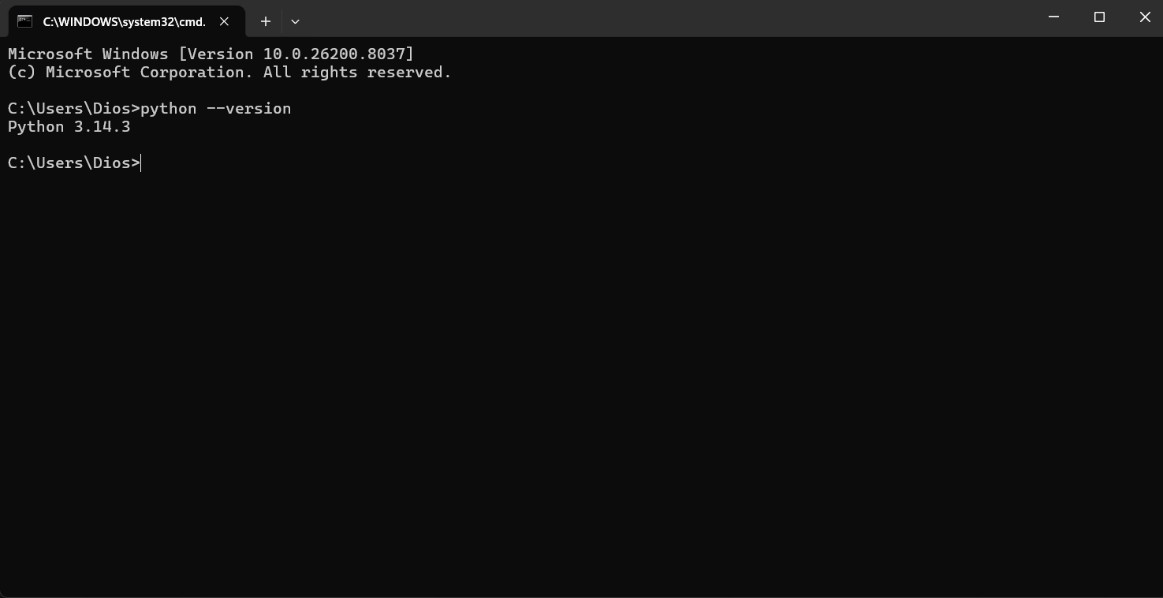 C:\WINDOWS\system32\cmd.
Microsoft Windows [Version 10.0.26200.8037]
(c) Microsoft Corporation. All rights reserved.
C:\Users\Dios>python --version
Python 3.14.3
C:\Users\Dios>